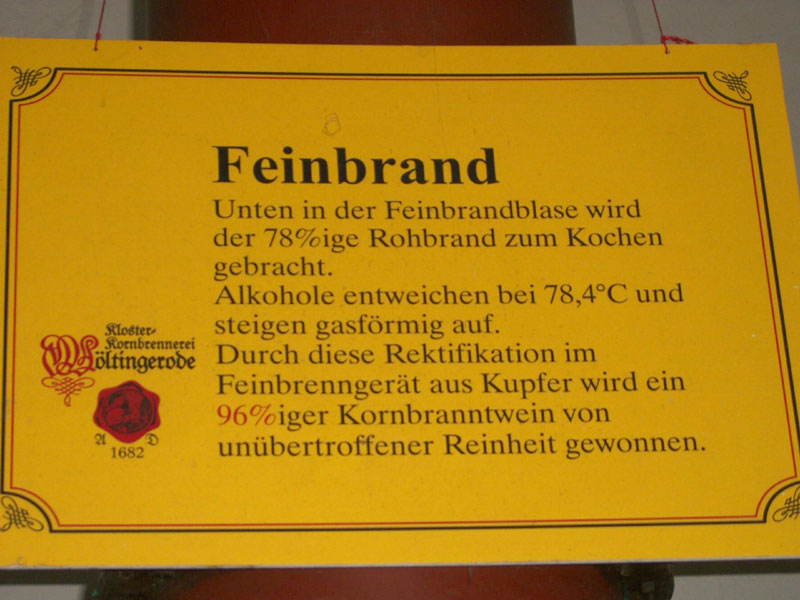 Feinbrand
Unten in der Feinbrandblase wird
der 78%ige Rohbrand zum Kochen
gebracht.
Alkohole entweichen bei 78,4°C und
steigen gasförmig auf.
Durch diese Rektifikation im
Feinbrenngerät aus Kupfer wird ein
96%iger Kornbranntwein von
unübertroffener Reinheit gewonnen.
Kloster-
Kornbrennerei
Wöltingerode
A D
1682